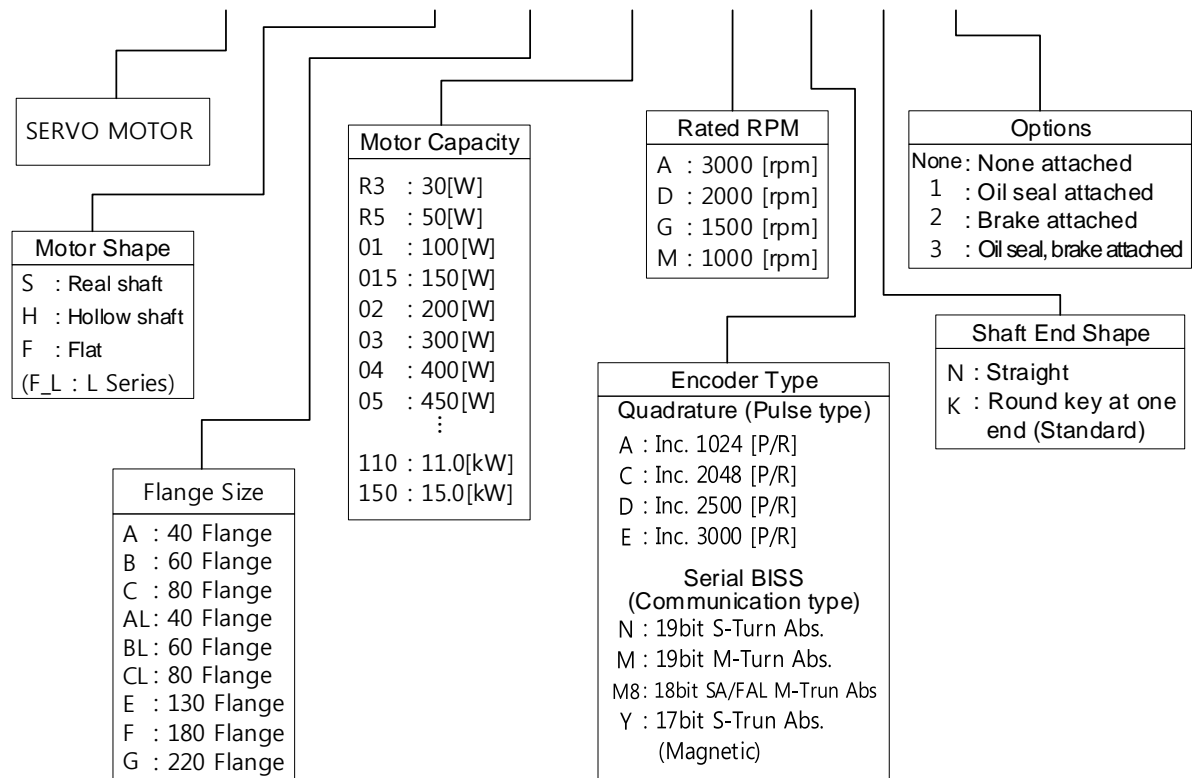 SERVO MOTOR
Motor Shape
S : Real shaft
H : Hollow shaft
F : Flat
(F_L : L Series)
Flange Size
A : 40 Flange
B : 60 Flange
C : 80 Flange
AL : 40 Flange
BL : 60 Flange
CL : 80 Flange
E : 130 Flange
F : 180 Flange
G : 220 Flange
Motor Capacity
R3 : 30[W]
R5 : 50[W]
01 : 100[W]
015 : 150[W]
02 : 200[W]
03 : 300[W]
04 : 400[W]
05 : 450[W]
⋮
110 : 11.0[kW]
150 : 15.0[kW]
Rated RPM
A : 3000 [rpm]
D : 2000 [rpm]
G : 1500 [rpm]
M : 1000 [rpm]
Encoder Type
Quadrature (Pulse type)
A : Inc. 1024 [P/R]
C : Inc. 2048 [P/R]
D : Inc. 2500 [P/R]
E : Inc. 3000 [P/R]
Serial BISS
(Communication type)
N : 19bit S-Turn Abs.
M : 19bit M-Turn Abs.
M8: 18bit SA/FAL M-Trun Abs
Y : 17bit S-Trun Abs.
(Magnetic)
Options
None : None attached
1 : Oil seal attached
2 : Brake attached
3 : Oil seal, brake attached
Shaft End Shape
N : Straight
K : Round key at one
end (Standard)